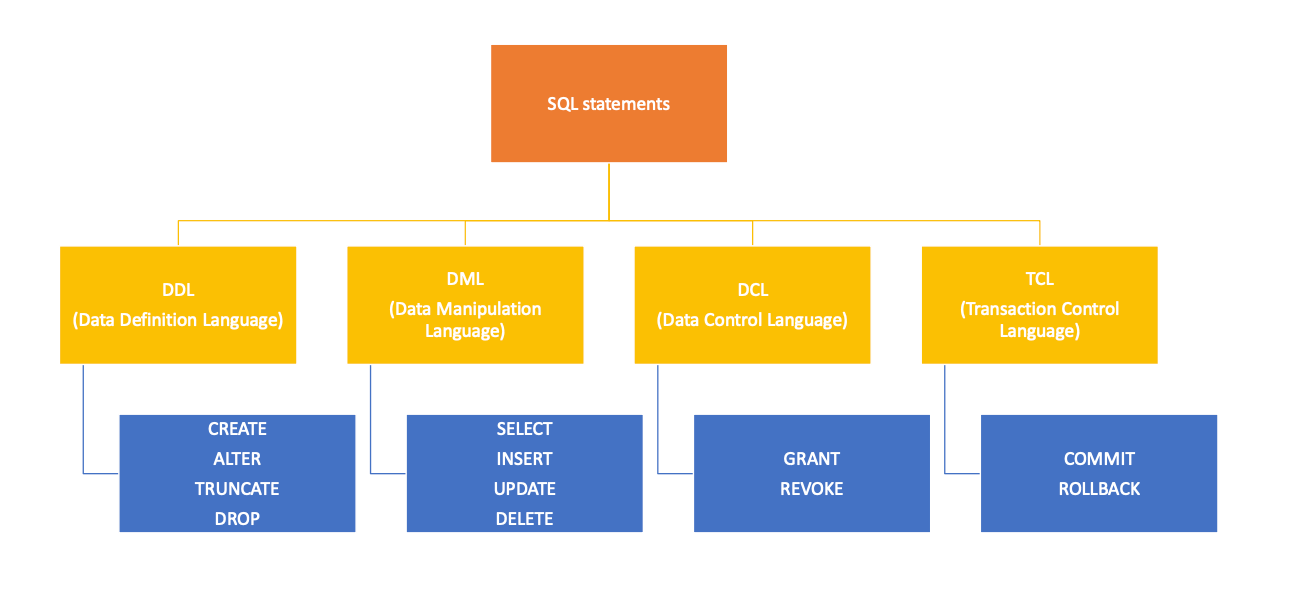 SQL statements
DDL
(Data Definition Language)
DML
(Data Manipulation
Language)
DCL
(Data Control Language)
TCL
(Transaction Control
Language)
CREATE
ALTER
TRUNCATE
DROP
SELECT
INSERT
UPDATE
DELETE
GRANT
REVOKE
COMMIT
ROLLBACK